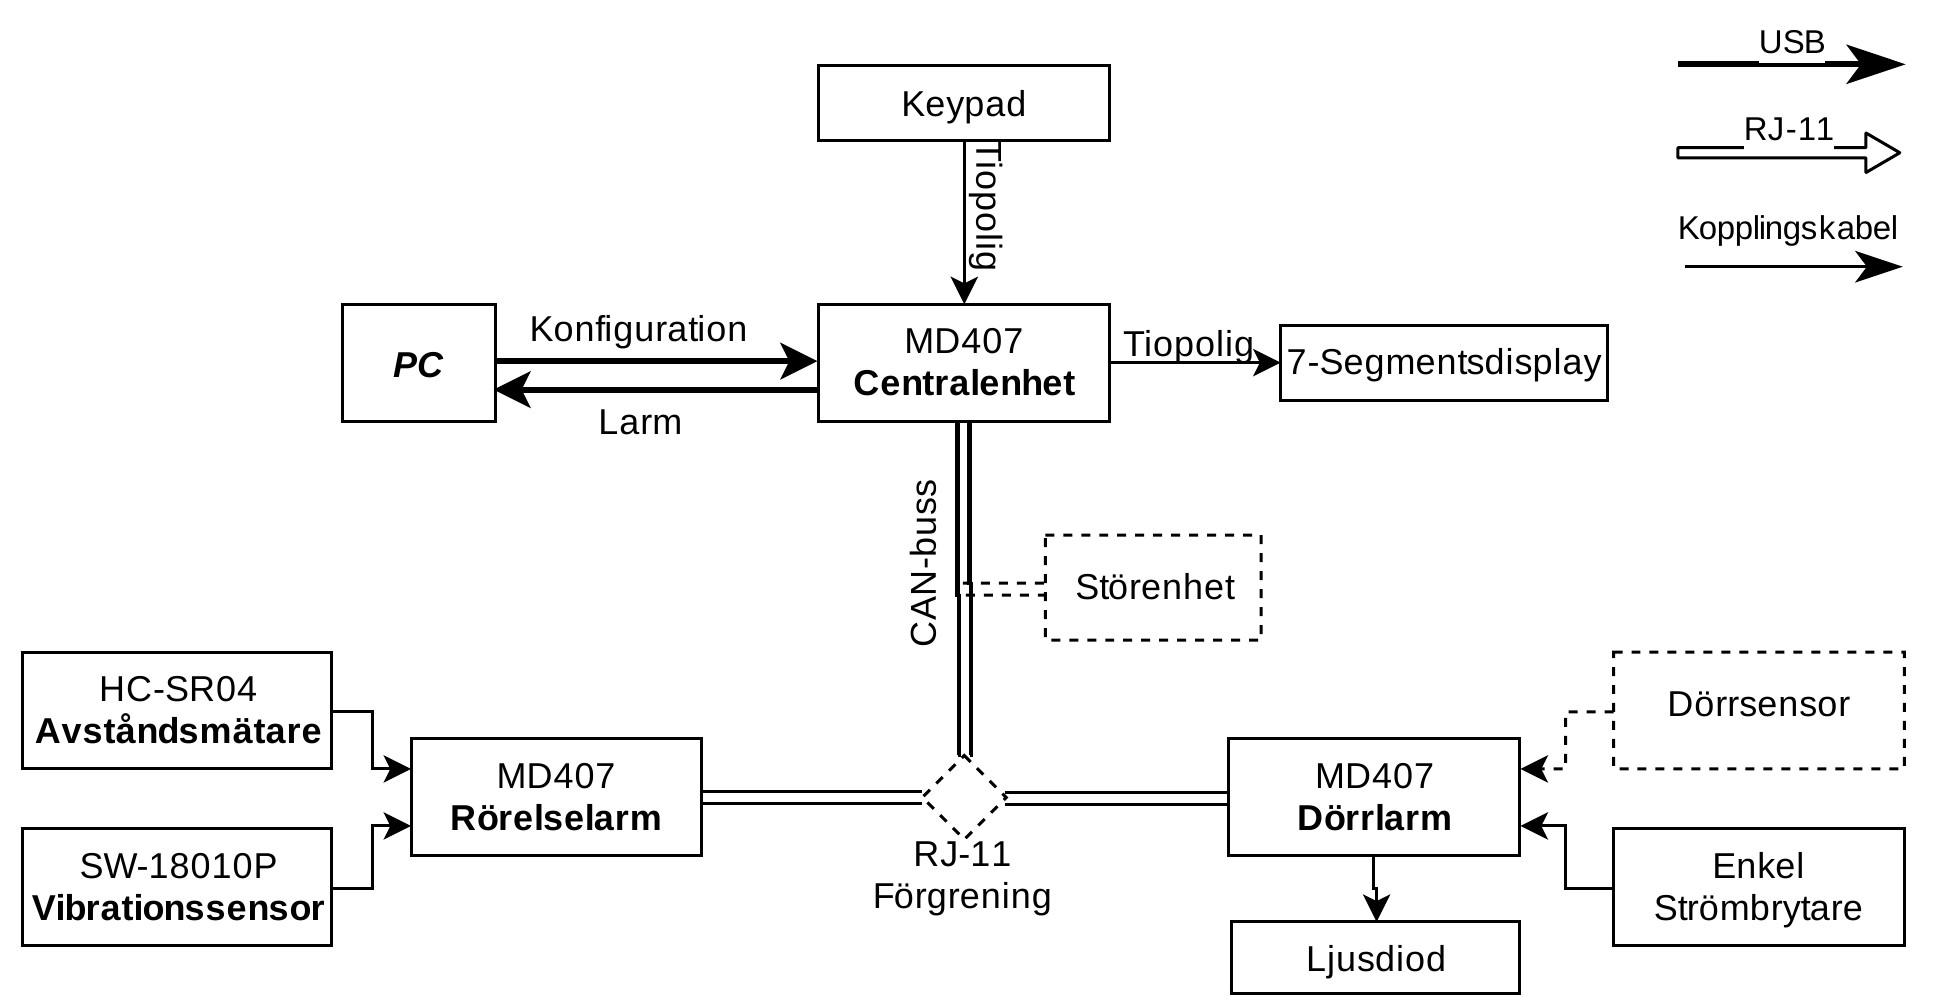 USB
Keypad
RJ-11
Tiopolig
Kopplingskabel
Konfiguration
PC
MD407
Centralenhet
Tiopolig
7-Segmentsdisplay
Larm
CAN-buss
Störenhet
HC-SR04
Avståndsmätare
Dörrsensor
MD407
Rörelselarm
MD407
Dörrlarm
RJ-11
Förgrening
SW-18010P
Vibrationssensor
Enkel
Strömbrytare
Ljusdiod